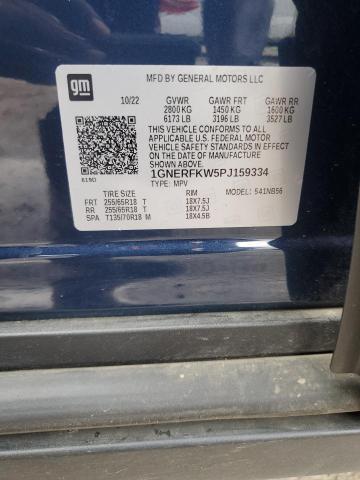 gm
MFD BY GENERAL MOTORS LLC
10/22 GVWR GAWR FRT GAWR RR
2800 KG 1450 KG 1600 KG
6173 LB 3196 LB 3527 LB
THIS VEHICLE CONFORMS TO ALL APPLICABLE
U.S. FEDERAL MOTOR VEHICLE SAFETY AND
THEFT PREVENTION STANDARDS IN EFFECT ON
THE DATE OF MANUFACTURE SHOWN ABOVE.
1GNERFKW5PJ159334
TYPE: MPV MODEL: 541NB56
TIRE SIZE RIM
FRT 255/65R18 T 18X7.5J
RR 255/65R18 T 18X7.5J
SPA T135/70R18 M 18X4.5B